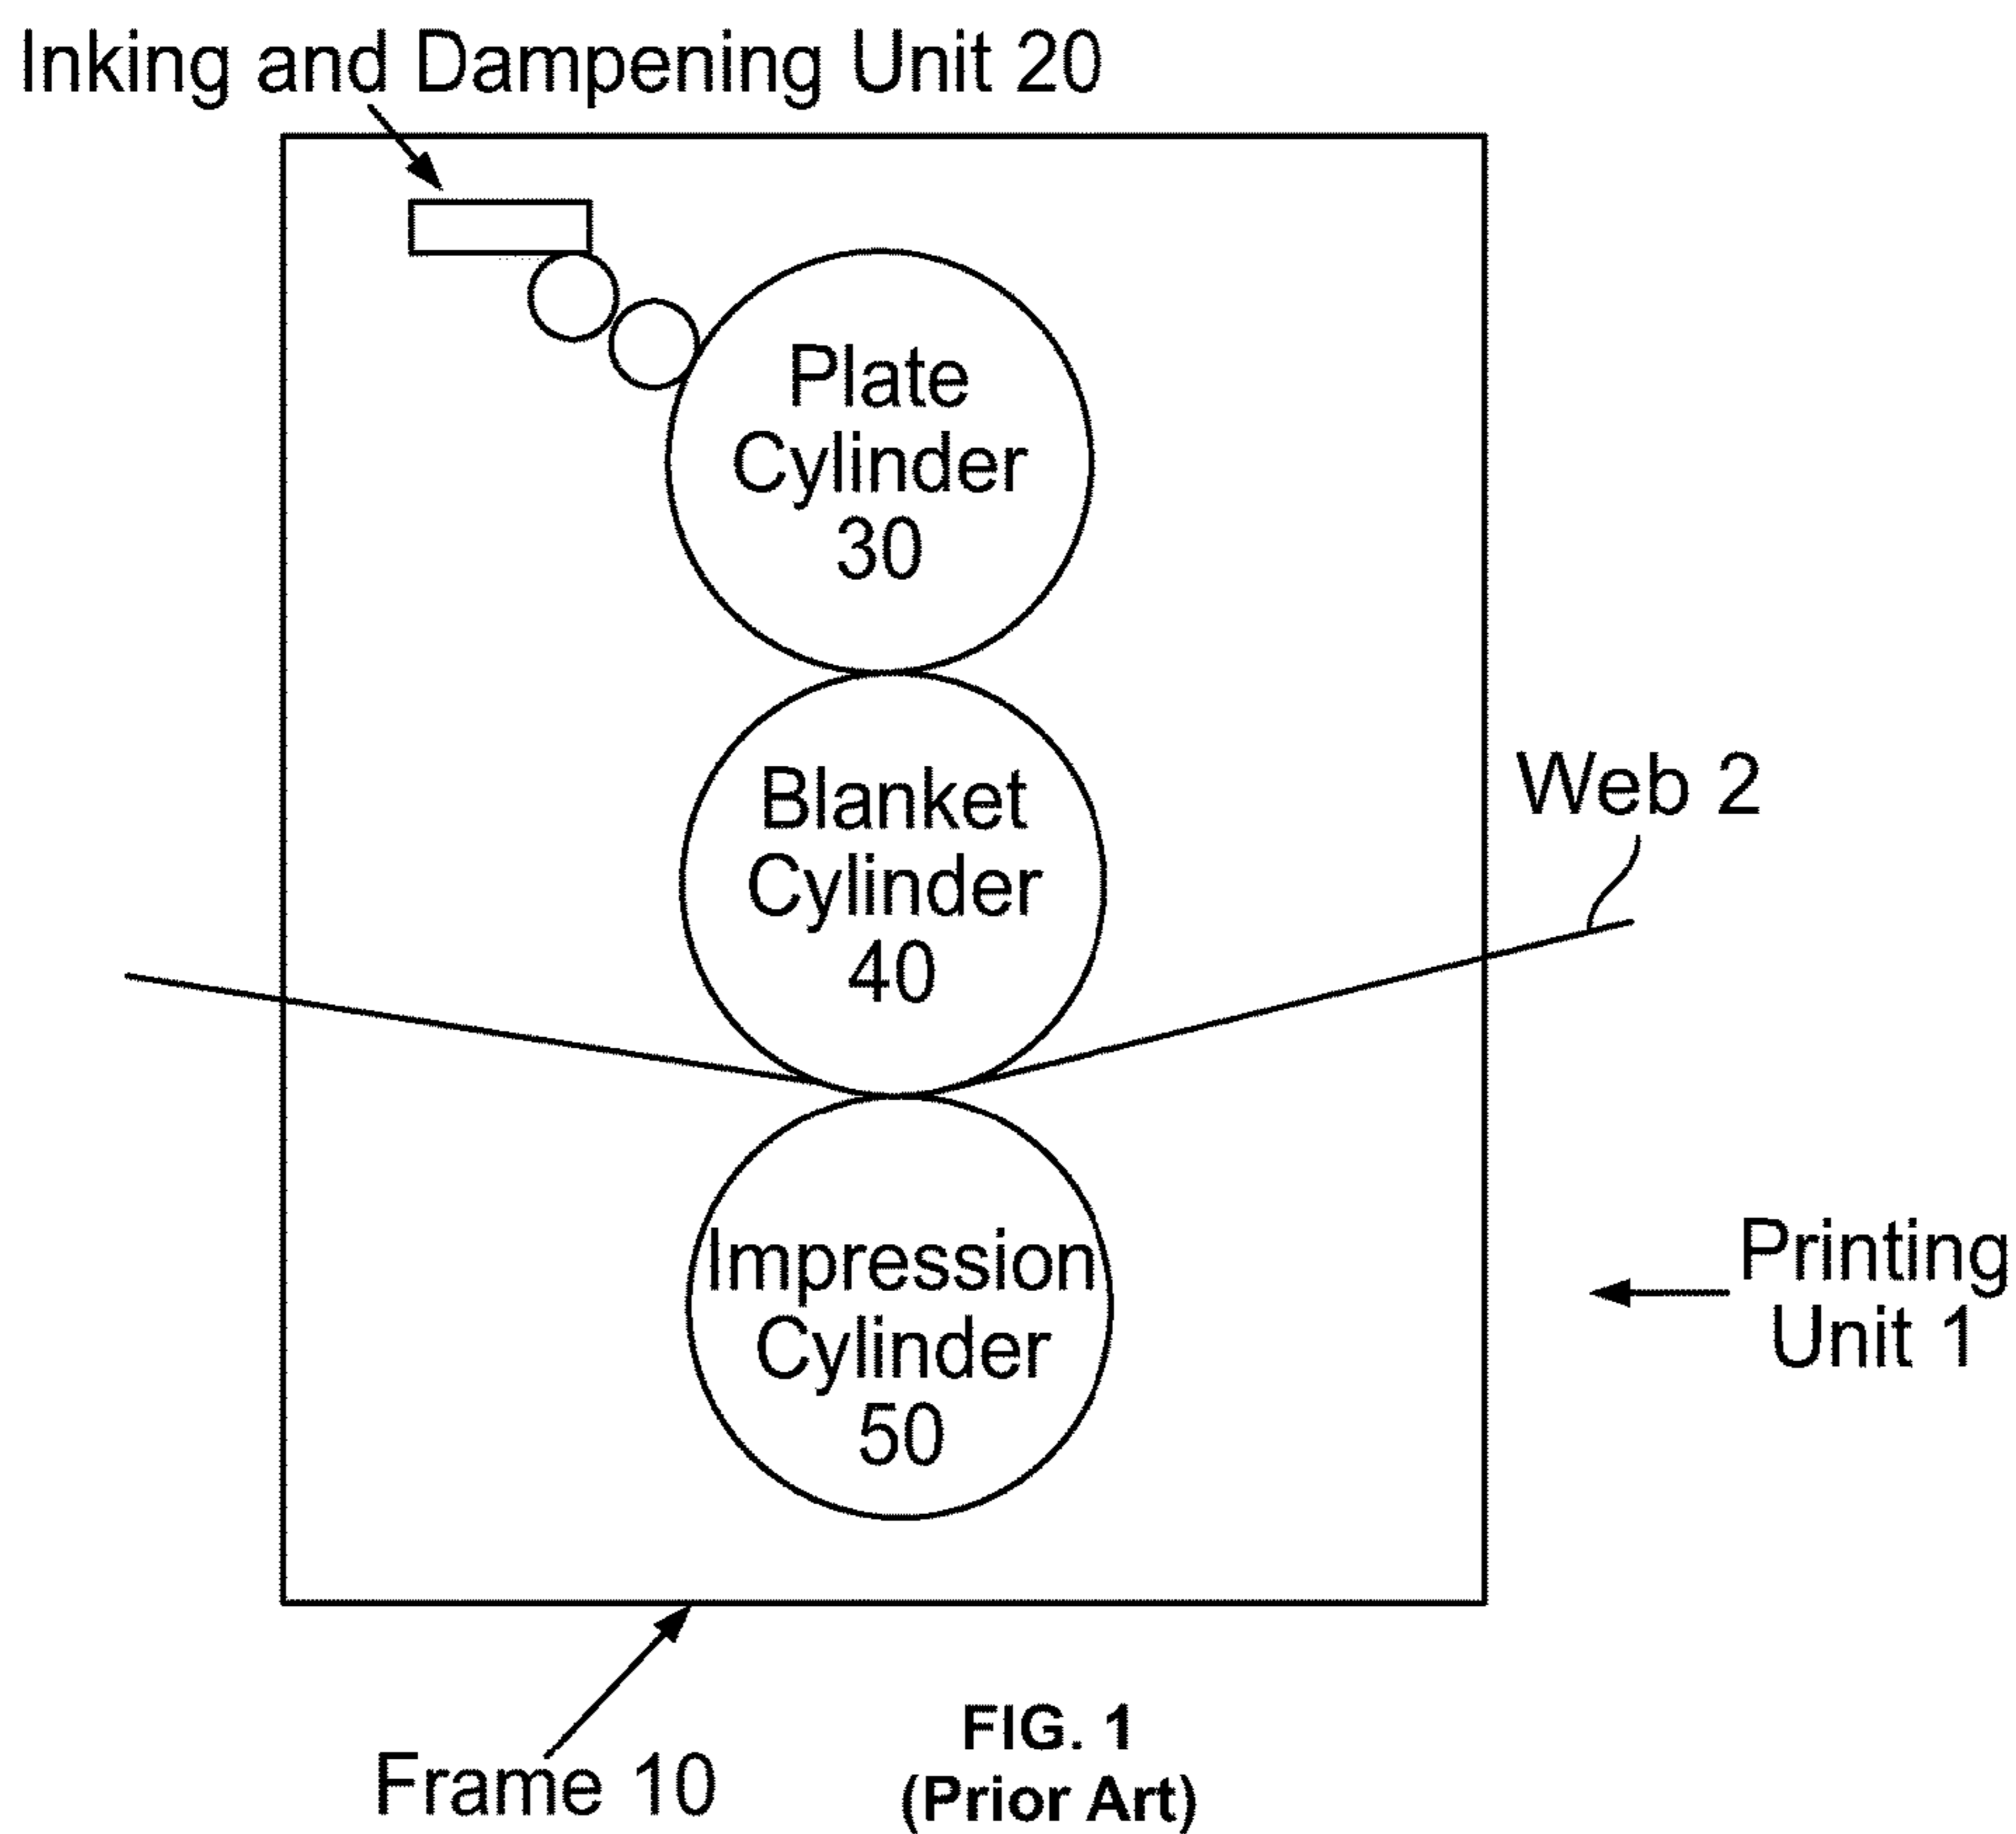 Inking and Dampening Unit 20
Plate
Cylinder
30
Blanket
Cylinder
40
Web 2
Impression
Cylinder
50
Printing
Unit 1
Frame 10
FIG. 1
(Prior Art)